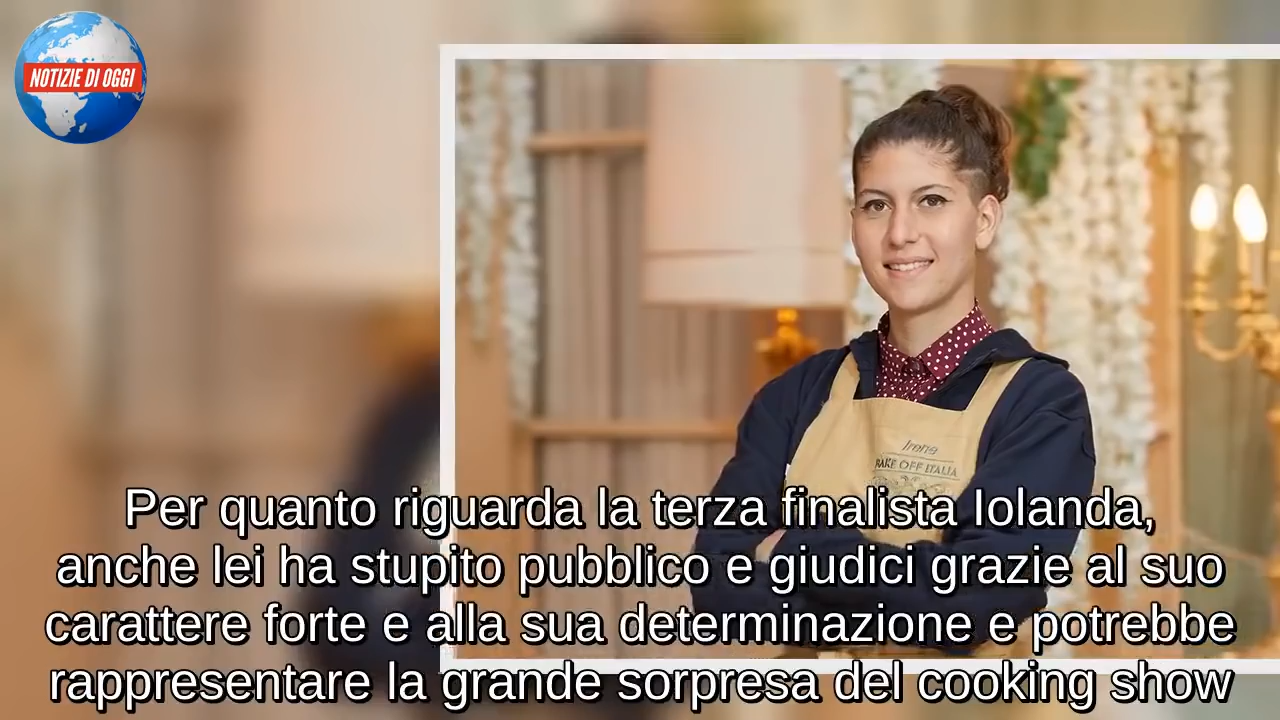 NOTIZIE DI OGGI
Irene
BAKE OFF ITALIA
Per quanto riguarda la terza finalista Iolanda,
anche lei ha stupito pubblico e giudici grazie al suo
carattere forte e alla sua determinazione e potrebbe
rappresentare la grande sorpresa del cooking show